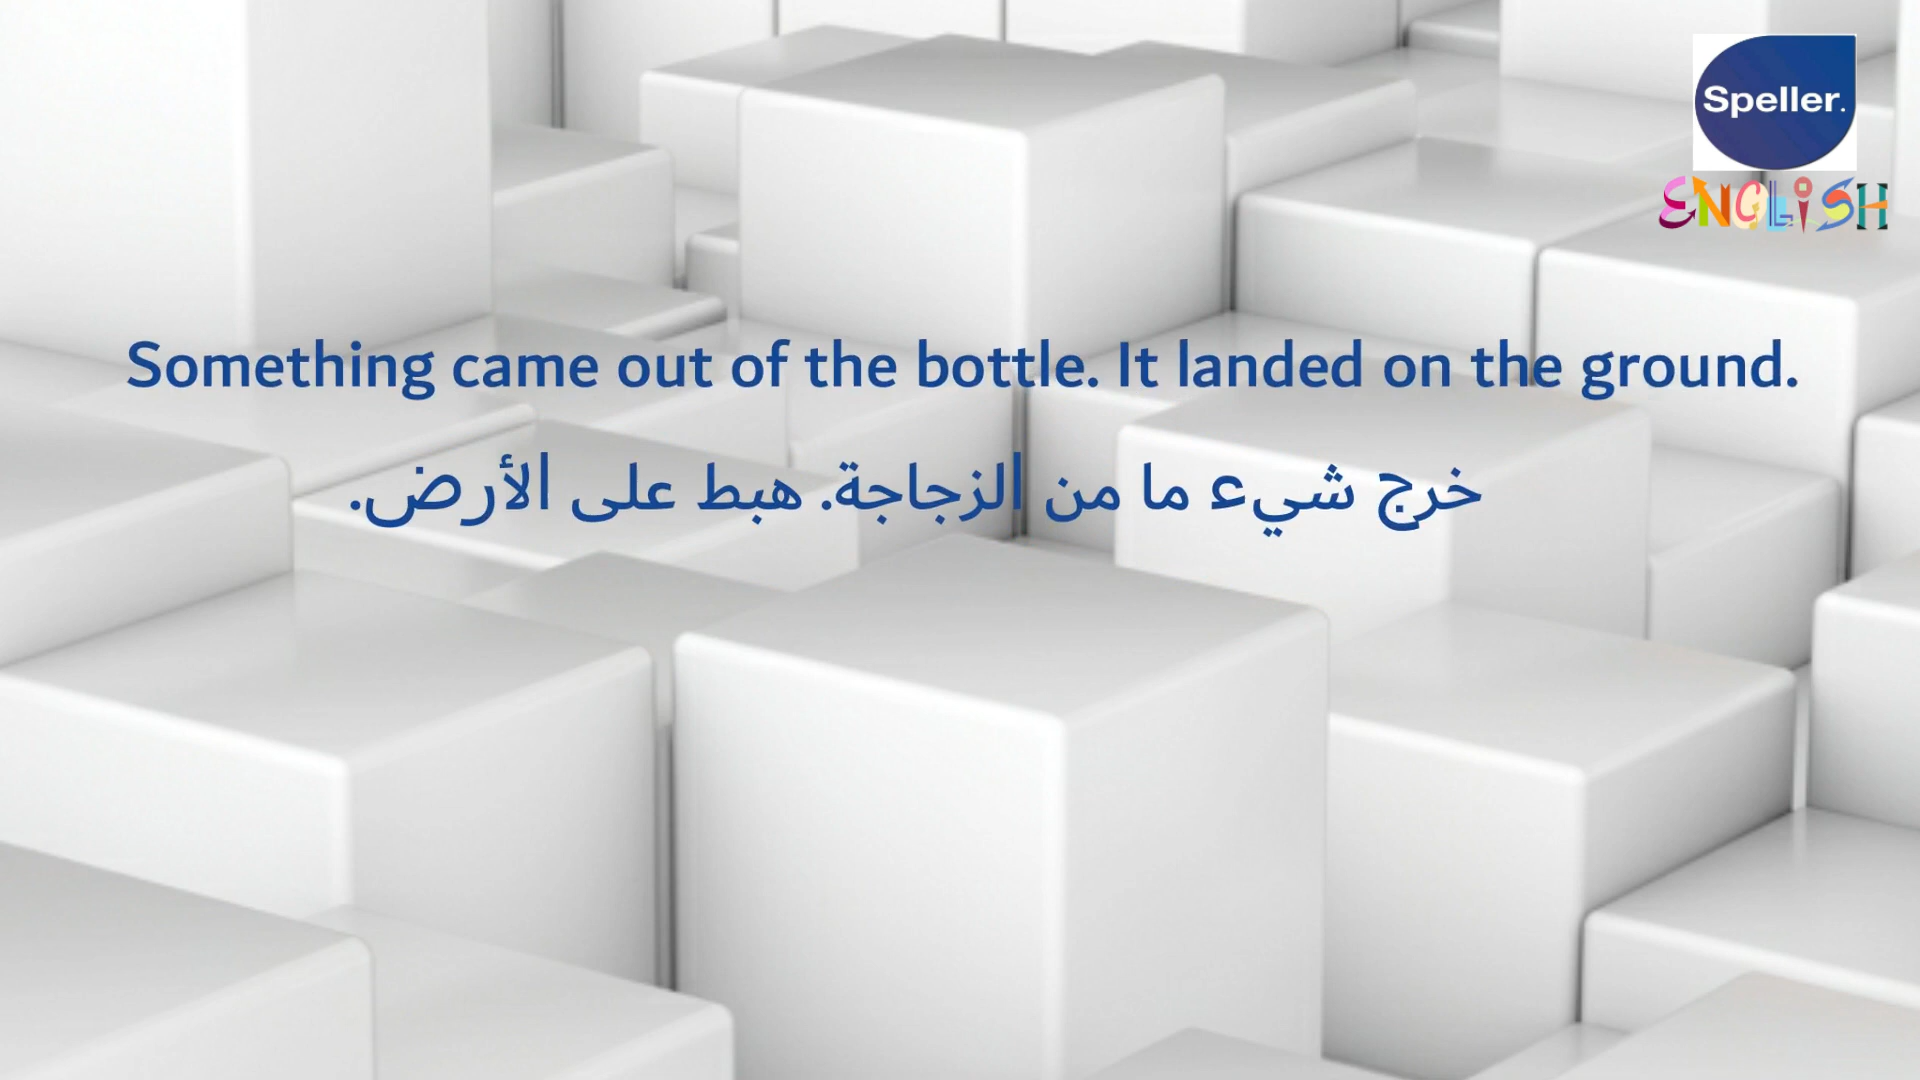 Speller.
ENGLISH
Something came out of the bottle. It landed on the ground.
خرج شيء ما من الزجاجة. هبط على الأرض.